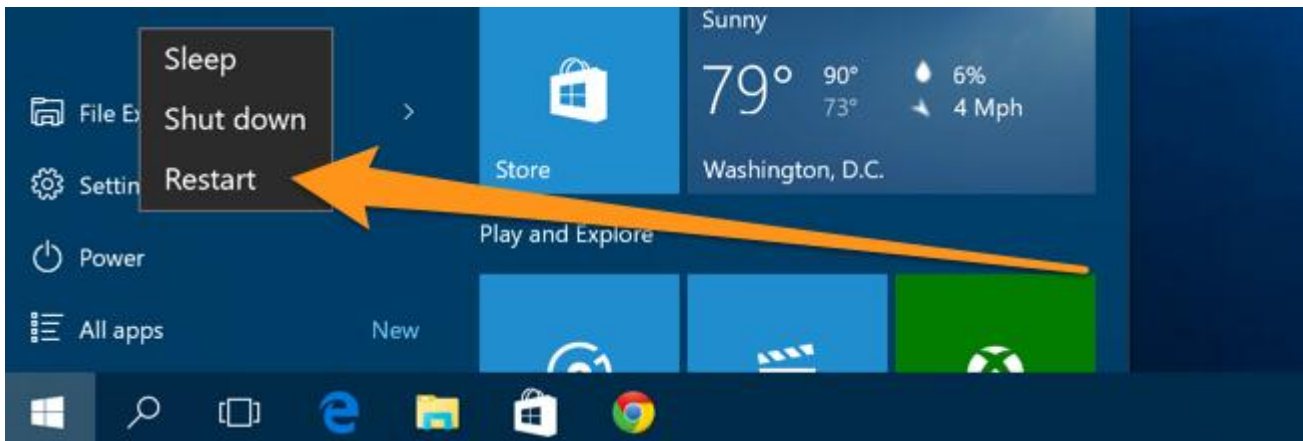 Sleep
Shut down
Restart
File Ex
Settin
Power
All apps
New
Store
Sunny
79°
90°
73°
6%
4 Mph
Washington, D.C.
Play and Explore